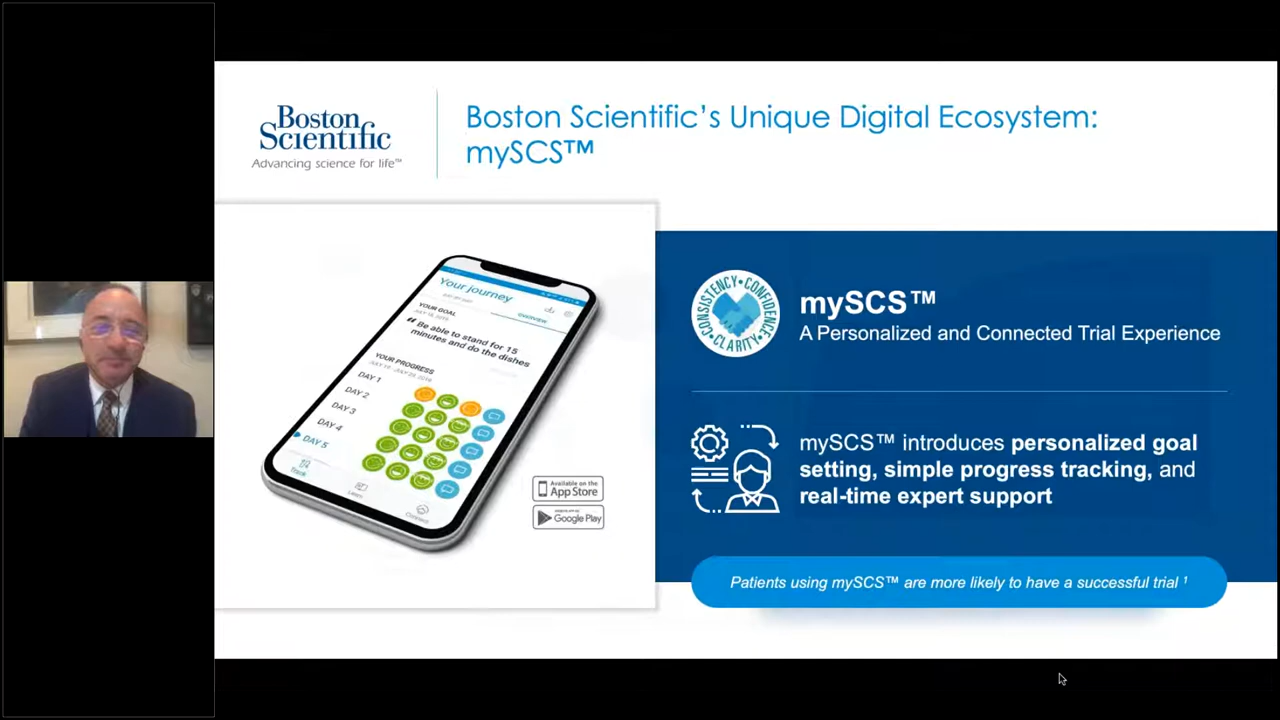 Boston
Scientific
Advancing science for life™
Boston Scientific's Unique Digital Ecosystem:
mySCS™
Your journey
OVERVIEW
YOUR GOAL
“ Be able to stand for 15
minutes and do the dishes
YOUR PROGRESS
DAY 1
DAY 2
DAY 3
DAY 4
DAY 5
Track
Learn
Connect
Available on the
App Store
Google Play
CONSISTENCY • CONFIDENCE • CLARITY •
mySCS™
A Personalized and Connected Trial Experience
mySCS™ introduces personalized goal
setting, simple progress tracking, and
real-time expert support
Patients using mySCS™ are more likely to have a successful trial ¹